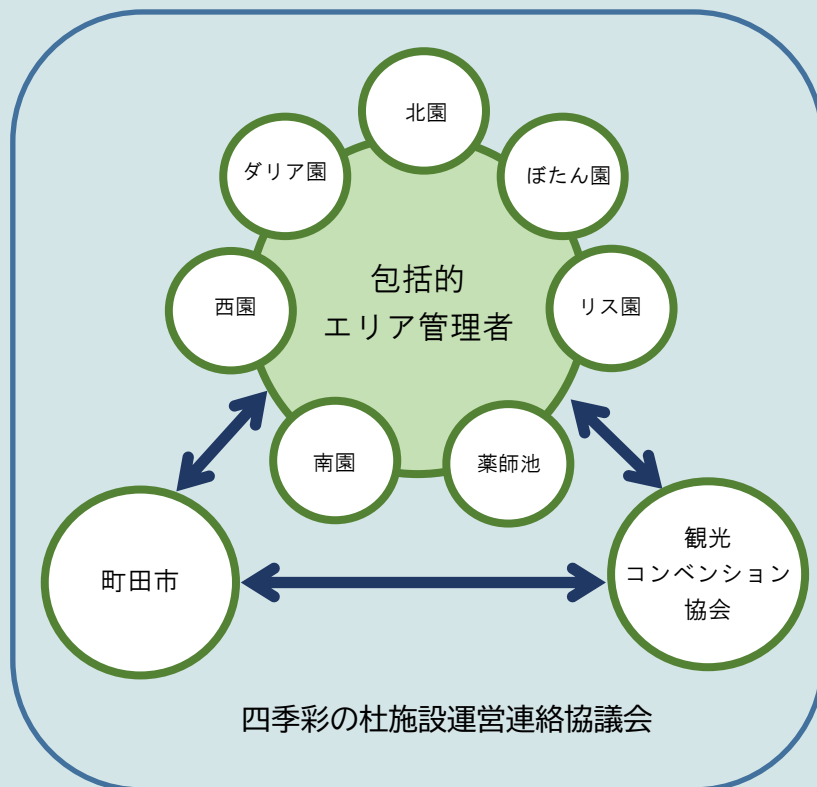 北園
ダリア園
ぼたん園
包括的
エリア管理者
西園
リス園
南園
薬師池
町田市
観光
コンベンション
協会
四季彩の杜施設運営連絡協議会